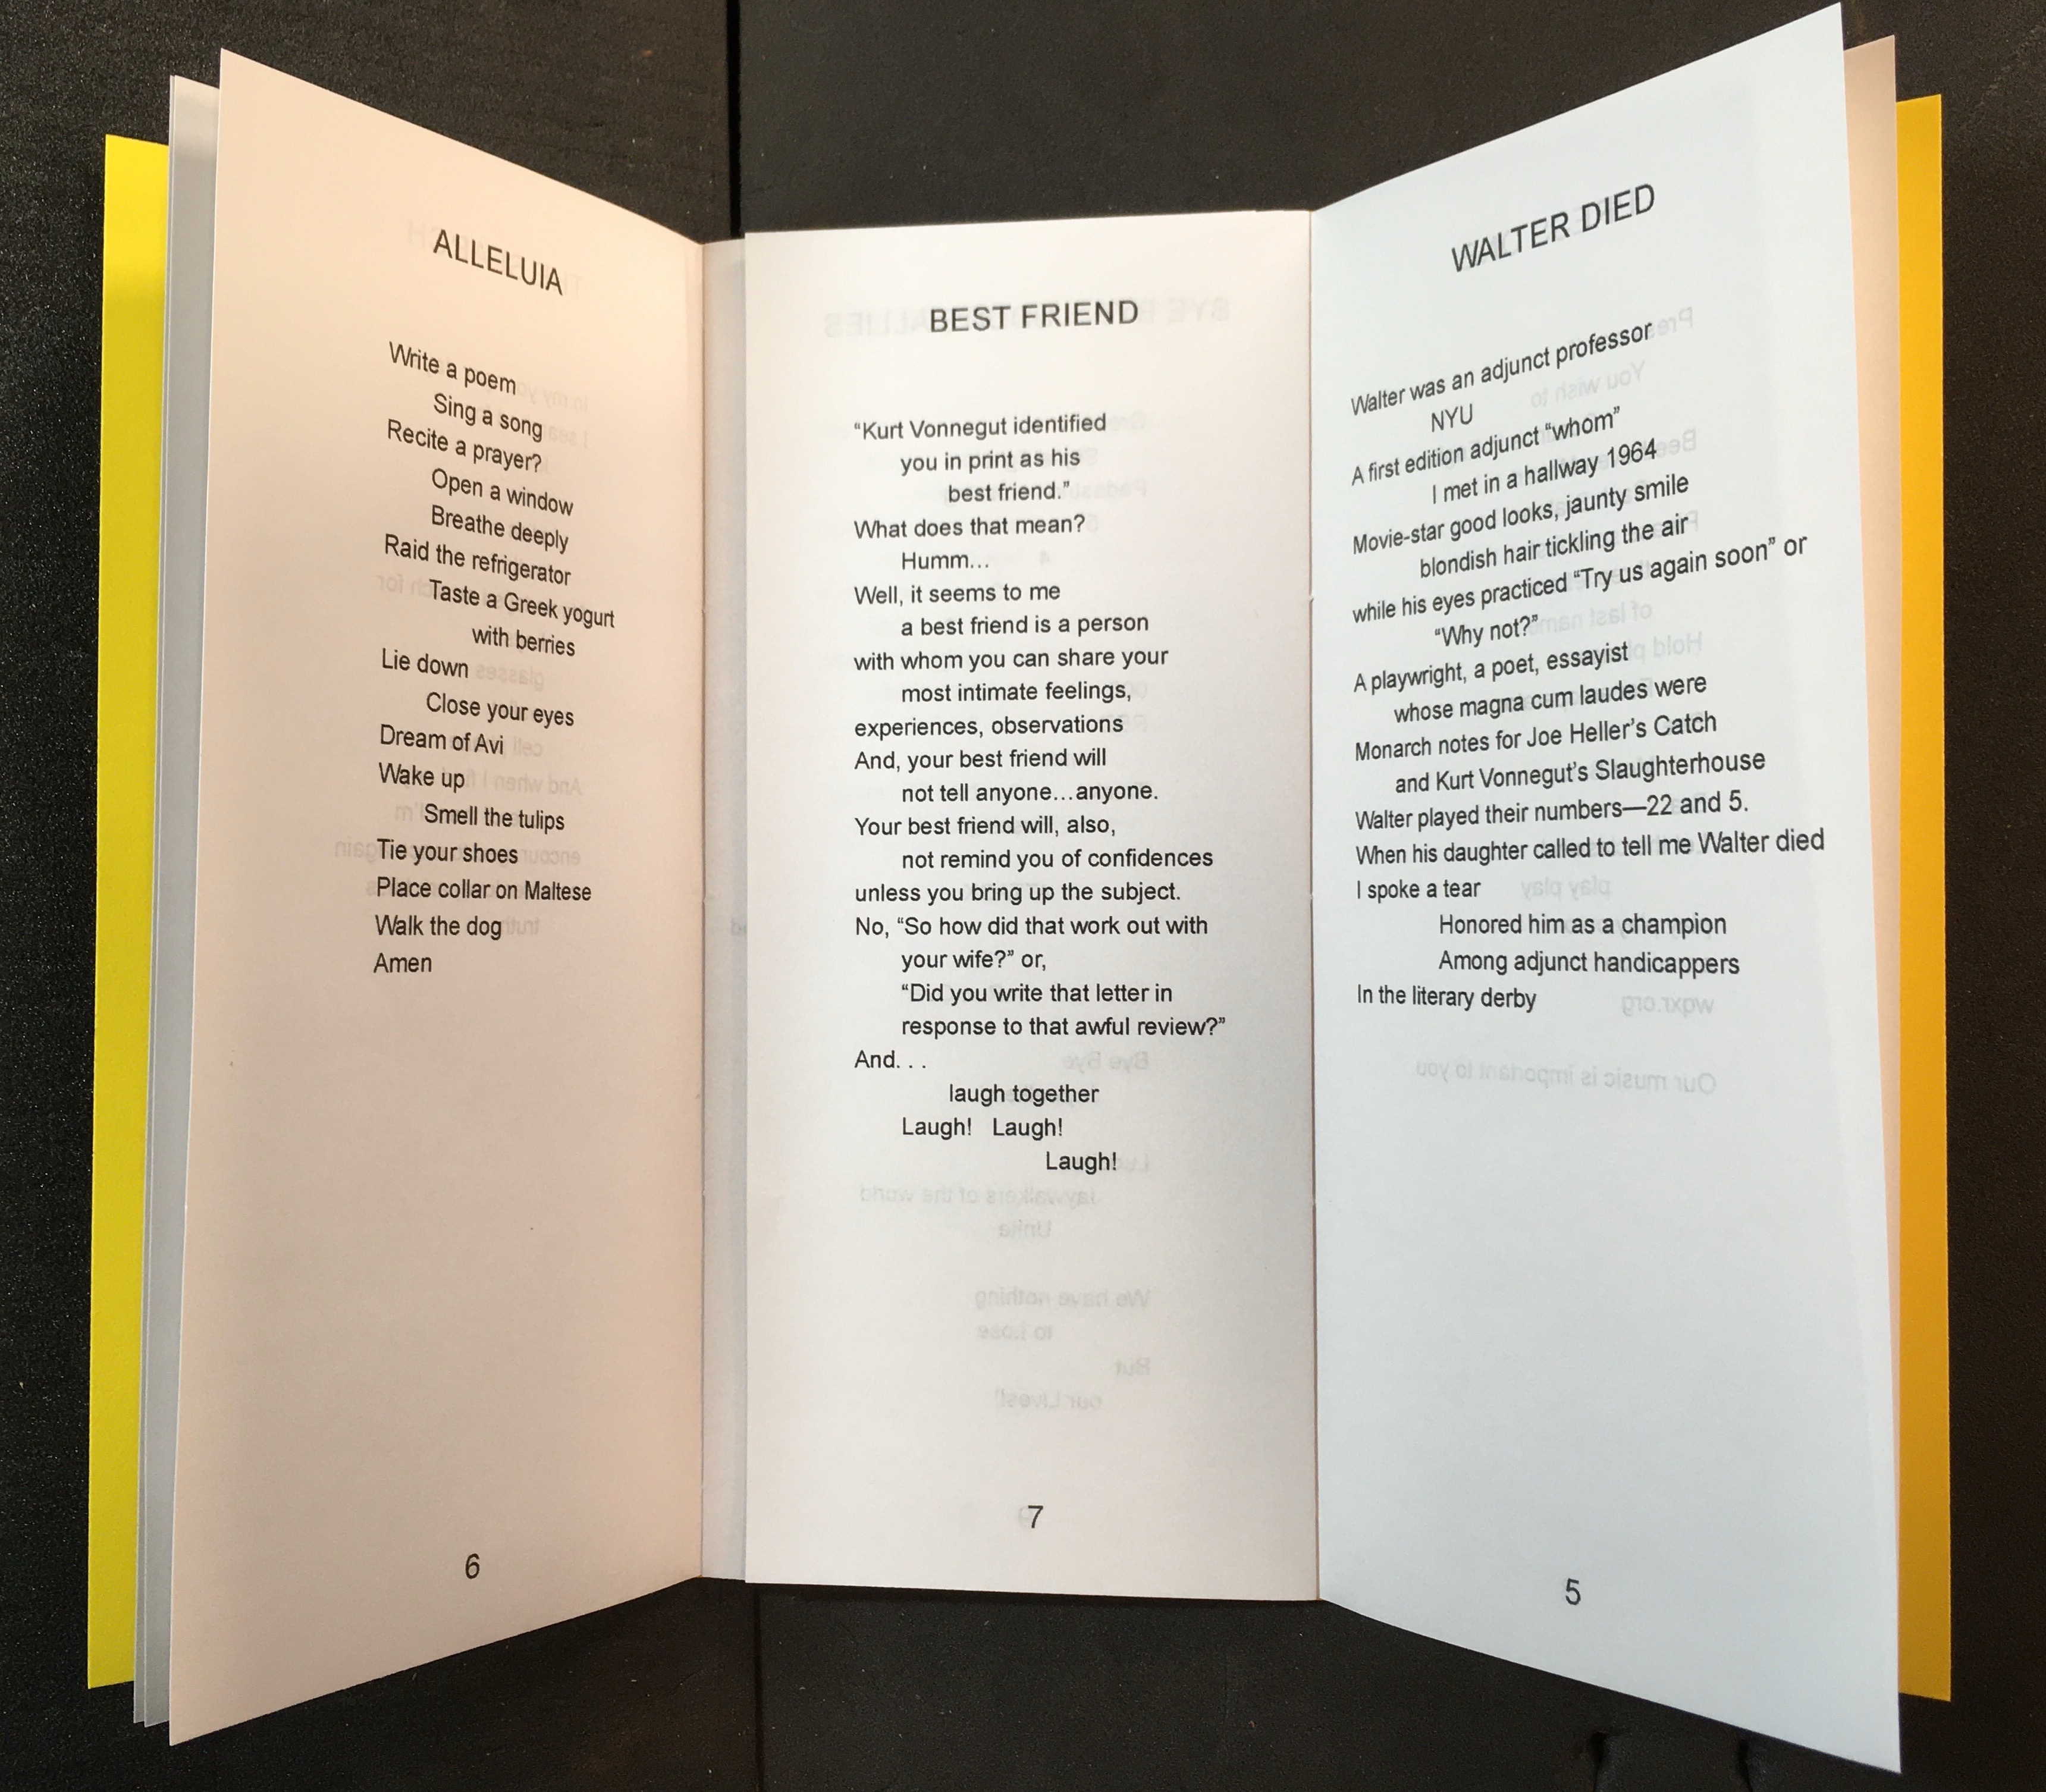 ALLELUIA
Write a poem
Sing a song
Recite a prayer?
Open a window
Breathe deeply
Raid the refrigerator
Taste a Greek yogurt
with berries
Lie down
Close your eyes
Dream of Avi
Wake up
Smell the tulips
Tie your shoes
Place collar on Maltese
Walk the dog
Amen
6
BEST FRIEND
“Kurt Vonnegut identified
you in print as his
best friend.”
What does that mean?
Humm...
Well, it seems to me
a best friend is a person
with whom you can share your
most intimate feelings,
experiences, observations
And, your best friend will
not tell anyone...anyone.
Your best friend will, also,
not remind you of confidences
unless you bring up the subject.
No, “So how did that work out with
your wife?” or,
“Did you write that letter in
response to that awful review?”
And. . .
laugh together
Laugh! Laugh!
Laugh!
7
WALTER DIED
Walter was an adjunct professor
NYU
A first edition adjunct “whom”
I met in a hallway 1964
Movie-star good looks, jaunty smile
blondish hair tickling the air
while his eyes practiced “Try us again soon” or
“Why not?”
A playwright, a poet, essayist
whose magna cum laudes were
Monarch notes for Joe Heller’s Catch
and Kurt Vonnegut’s Slaughterhouse
Walter played their numbers—22 and 5.
When his daughter called to tell me Walter died
I spoke a tear
Honored him as a champion
Among adjunct handicappers
In the literary derby
5